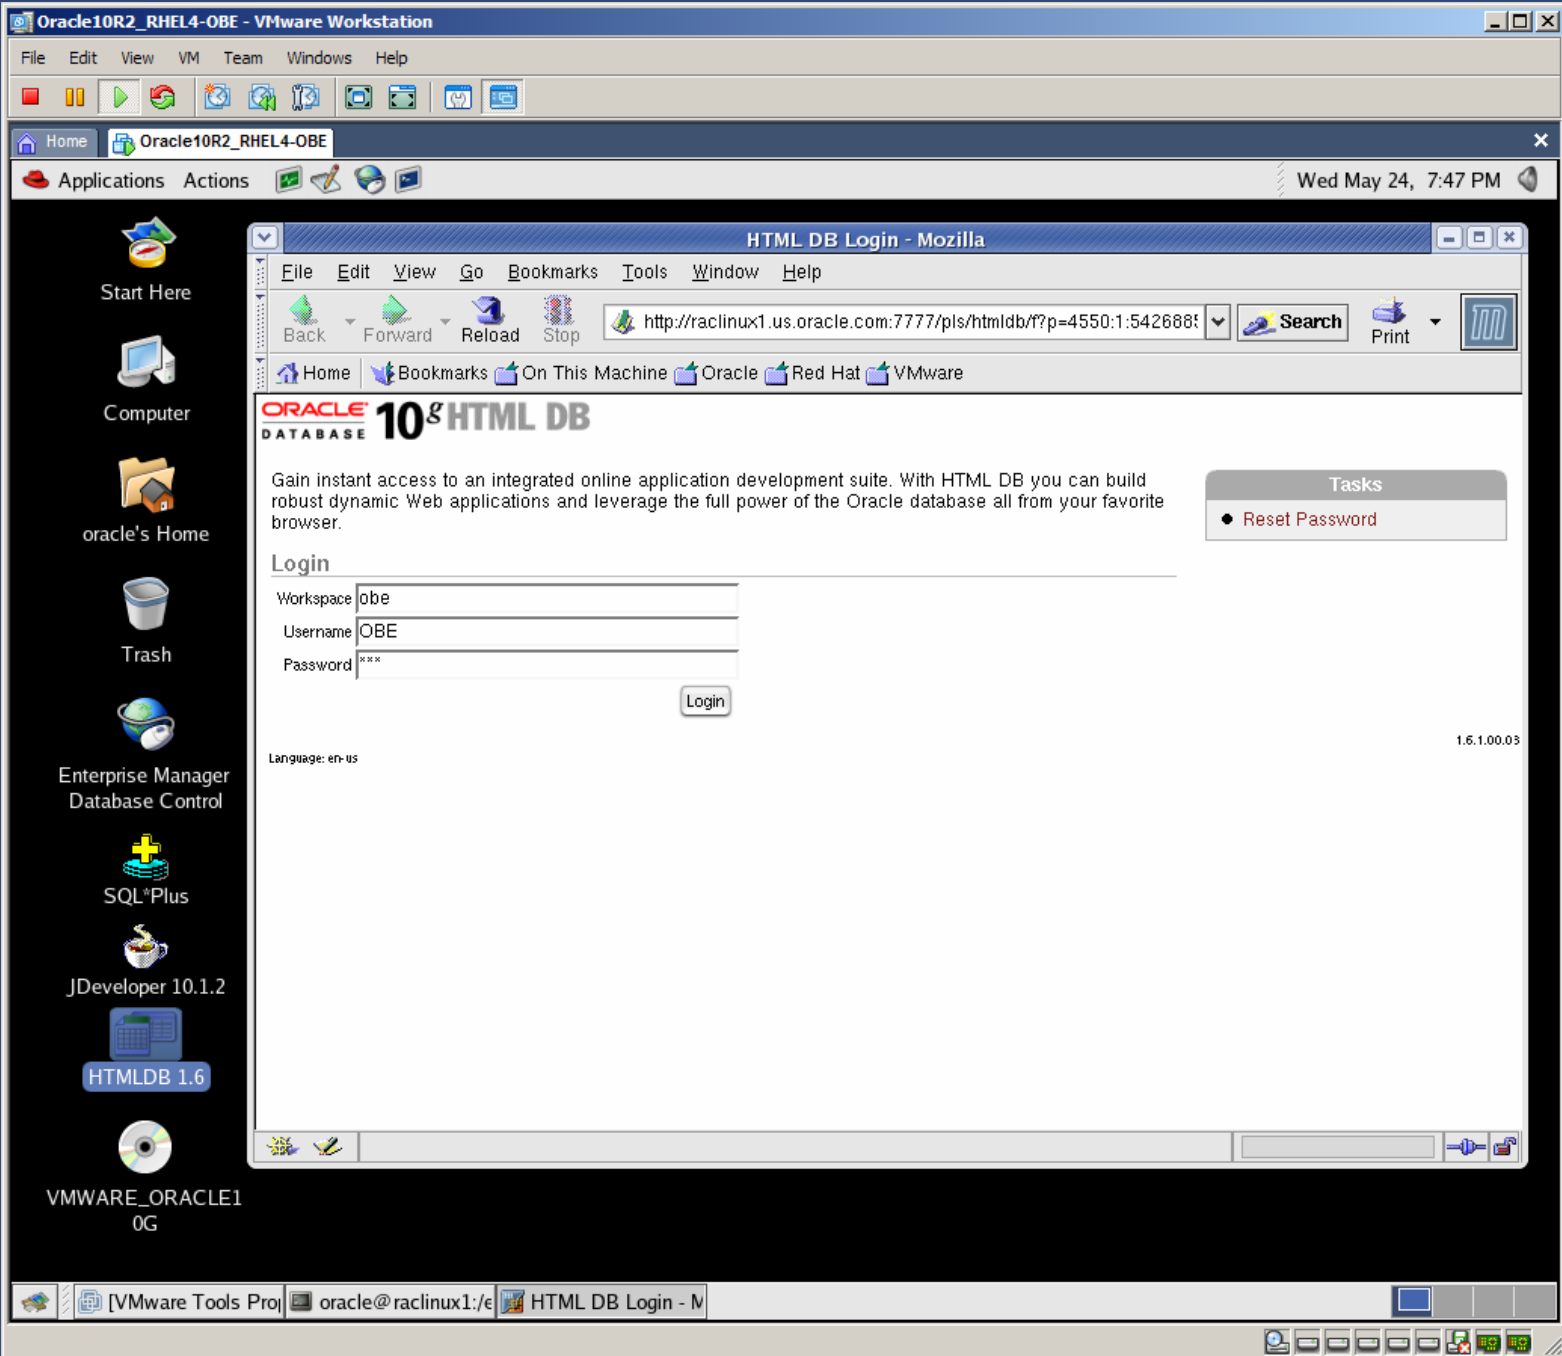 Oracle10R2_RHEL4-OBE - VMware Workstation
File Edit View VM Team Windows Help
Home Oracle10R2_RHEL4-OBE
Applications Actions Wed May 24, 7:47 PM
Start Here
Computer
oracle's Home
Trash
Enterprise Manager
Database Control
SQL*Plus
JDeveloper 10.1.2
HTMLDB 1.6
VMWARE_ORACLE1
0G
HTML DB Login - Mozilla
File Edit View Go Bookmarks Tools Window Help
Back Forward Reload Stop http://raclinux1.us.oracle.com:7777/pls/htmldb/f?p=4550:1:542688 Search Print
Home Bookmarks On This Machine Oracle Red Hat VMware
ORACLE
DATABASE 10g HTML DB
Gain instant access to an integrated online application development suite. With HTML DB you can build
robust dynamic Web applications and leverage the full power of the Oracle database all from your favorite
browser.
Tasks
Reset Password
Login
Workspace obe
Username OBE
Password ***
Login
1.6.1.00.03
Language: en-us
[VMware Tools Pro oracle@raclinux1:/e HTML DB Login - M